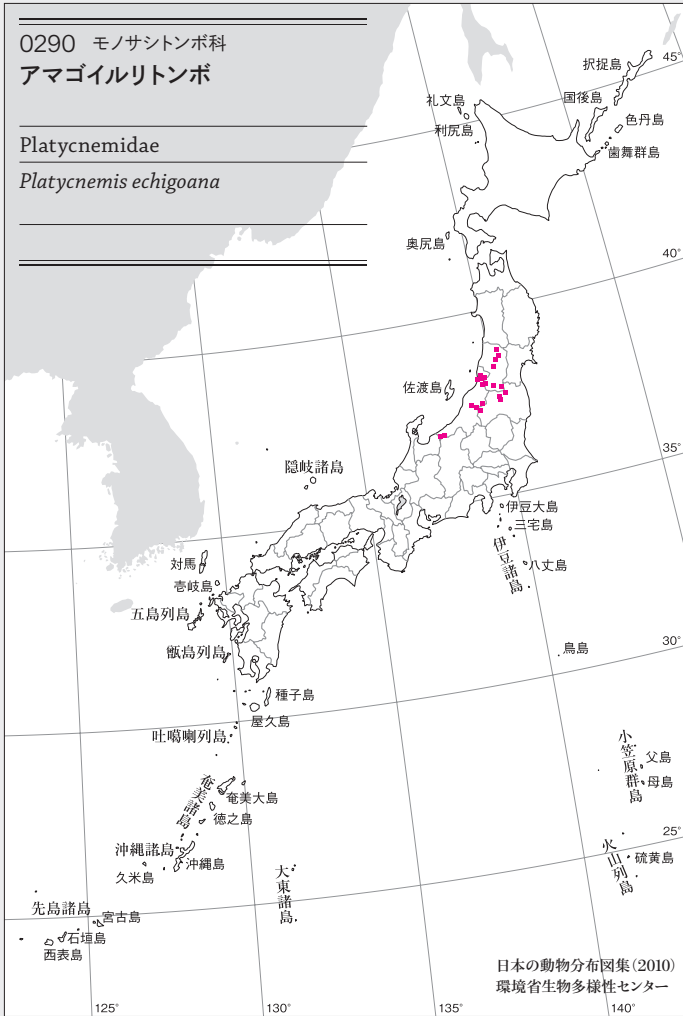 0290 モノサシトンボ科
アマゴイルリトンボ
Platycnemidae
Platycnemis echigoana
45°
択捉島
国後島
礼文島
色丹島
利尻島
歯舞群島
奥尻島
40°
佐渡島
35°
隠岐諸島
伊豆大島
三宅島
伊豆諸島
八丈島
対馬
壱岐島
五島列島
甑島列島
鳥島
30°
種子島
屋久島
吐噶喇列島
小笠原群島
父島
母島
奄美諸島
奄美大島
徳之島
25°
沖縄諸島
沖縄島
久米島
火山列島
硫黄島
大東諸島
先島諸島
宮古島
石垣島
西表島
日本の動物分布図集(2010)
環境省生物多様性センター
125°
130°
135°
140°